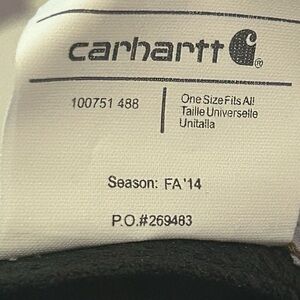 carhartt ®
100751 488
One Size Fits All
Taille Universelle
Unitalla
Season: FA'14
P.O.#269483